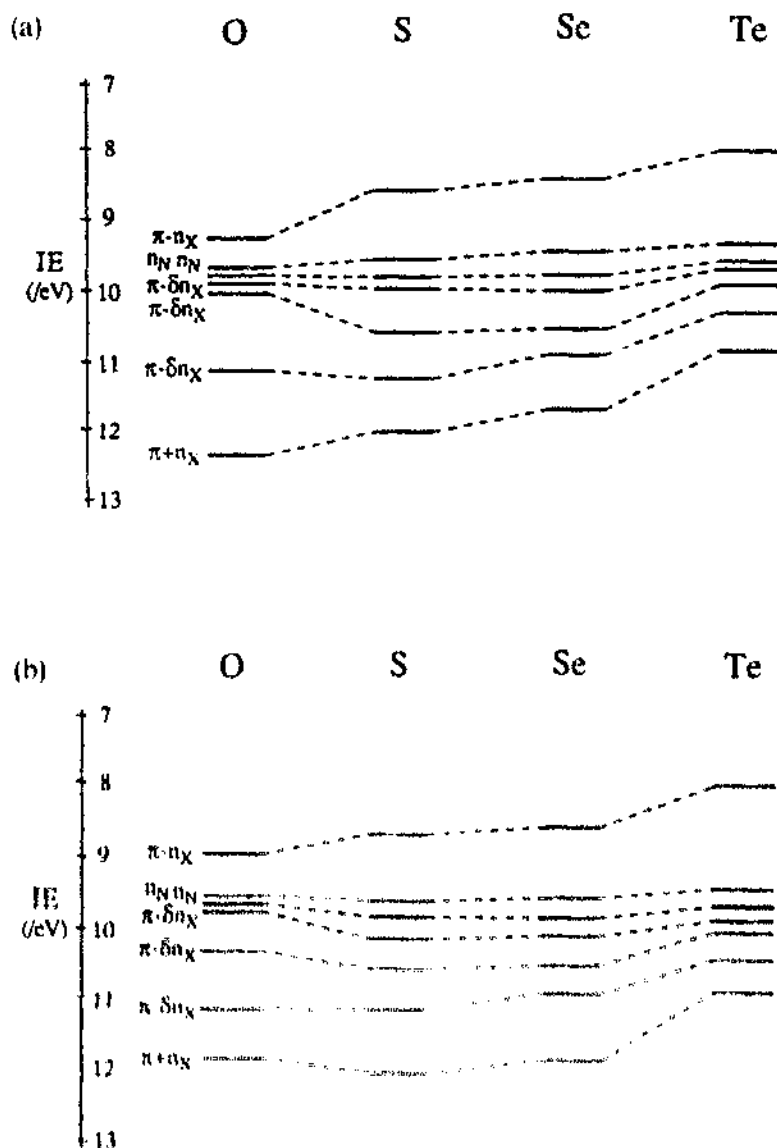 (a) O S Se Te
7
8
9
π-nX
nN nN
IE
(/eV)
10
π-δnX
π-δnX
11
π-δnX
12
π+nX
13
(b) O S Se Te
7
8
9
π-nX
nN nN
IE
(/eV)
π-δnX
10
π-δnX
11
π-δnX
π+nX
12
13